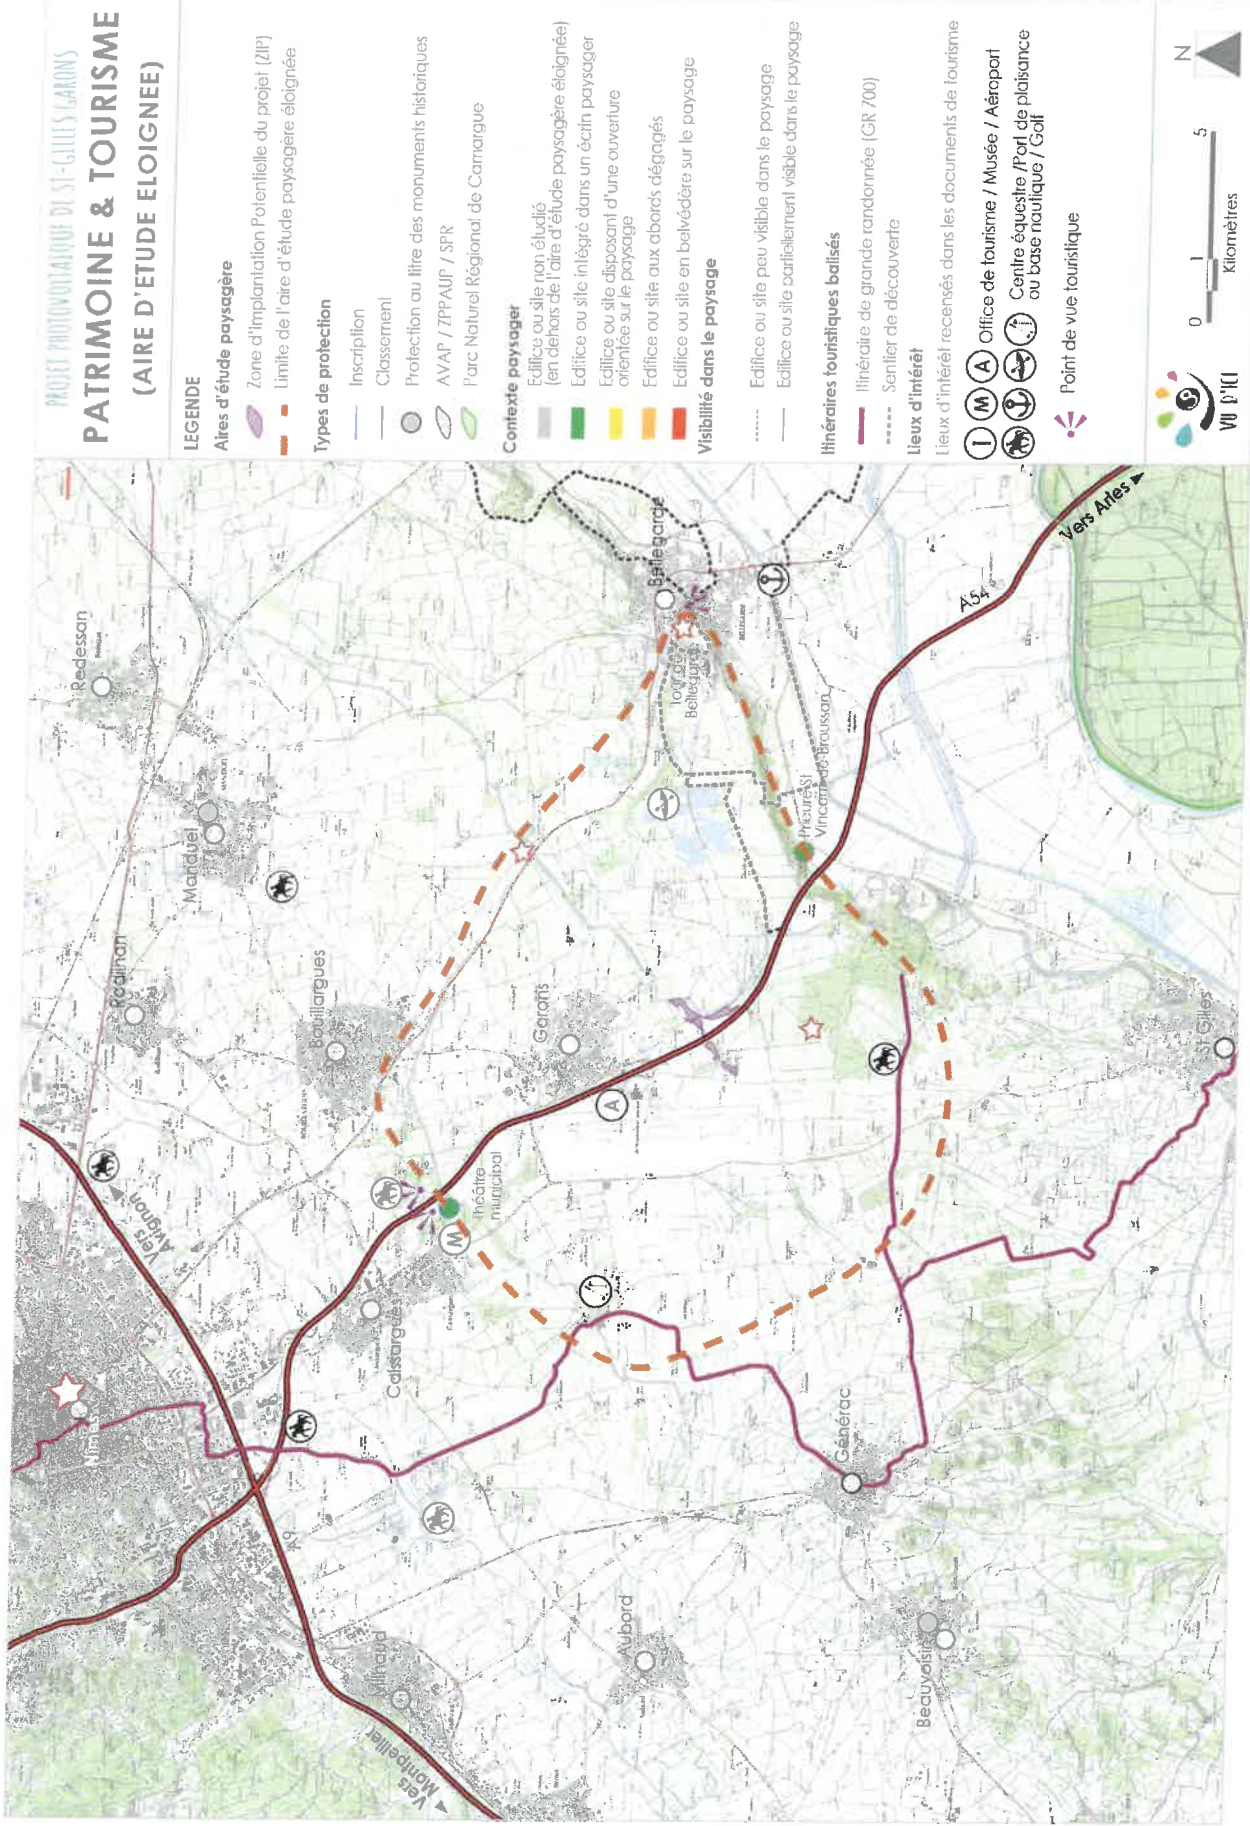 PROJET PHOTOVOLTAIQUE DE ST-GILLES GARONS
PATRIMOINE & TOURISME
(AIRE D'ETUDE ELOIGNEE)
LEGENDE
Aires d'étude paysagère
Zone d'Implantation Potentielle du projet (ZIP)
Limite de l'aire d'étude paysagère éloignée
Types de protection
Inscription
Classement
Protection au titre des monuments historiques
AVAP / ZPPAUP / SPR
Parc Naturel Régional de Camargue
Contexte paysager
Edifice ou site non étudié
(en dehors de l'aire d'étude paysagère éloignée)
Edifice ou site intégré dans un écrin paysager
Edifice ou site disposant d'une ouverture
orientée sur le paysage
Edifice ou site aux abords dégagés
Edifice ou site en belvédère sur le paysage
Visibilité dans le paysage
Edifice ou site peu visible dans le paysage
Edifice ou site partiellement visible dans le paysage
Itinéraires touristiques balisés
Itinéraire de grande randonnée (GR 700)
Sentier de découverte
Lieux d'intérêt
Lieux d'intérêt recensés dans les documents de tourisme
I M A Office de tourisme / Musée / Aéroport
Centre équestre /Port de plaisance
ou base nautique / Golf
Point de vue touristique
VU D'ICI
0 1 5
Kilomètres
N
Redessan
Manduel
Rodilhan
Bouillargues
Garons
Bellegarde
Tour de
Bellegarde
Prieuré St
Vincent de Broussan
A54
Vers Arles
Vers
Avignon
Nîmes
Caissargues
M
Théâtre
municipal
A
St Gilles
Générac
A9
Milhaud
Vers
Montpellier
Aubord
Beauvoisin